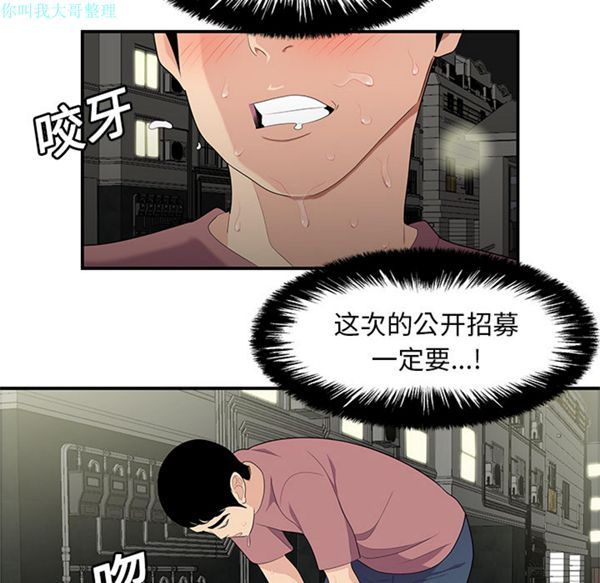 你叫我大哥整理
咬牙
这次的公开招募
一定要...!
吻